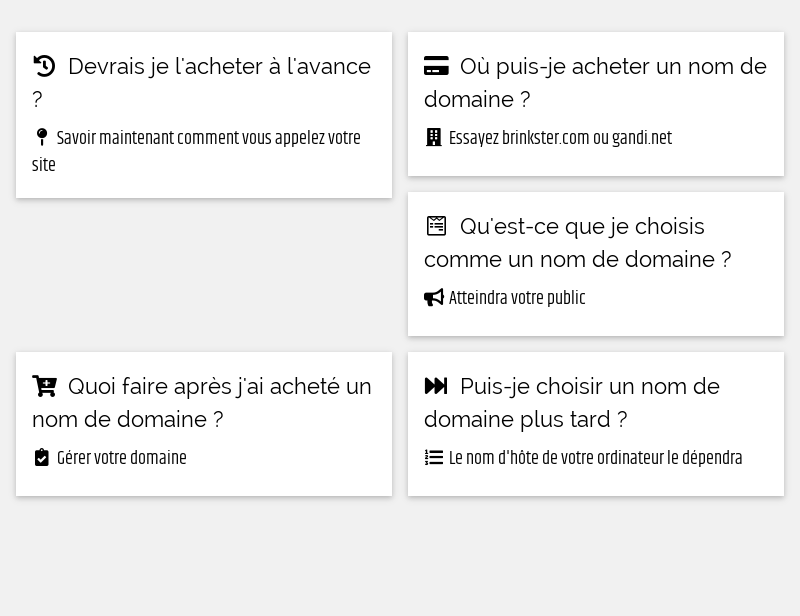 Devrais je l'acheter à l'avance
?
Savoir maintenant comment vous appelez votre
site
Où puis-je acheter un nom de
domaine ?
Essayez brinkster.com ou gandi.net
Qu'est-ce que je choisis
comme un nom de domaine ?
Atteindra votre public
Quoi faire après j'ai acheté un
nom de domaine ?
Gérer votre domaine
Puis-je choisir un nom de
domaine plus tard ?
Le nom d'hôte de votre ordinateur le dépendra